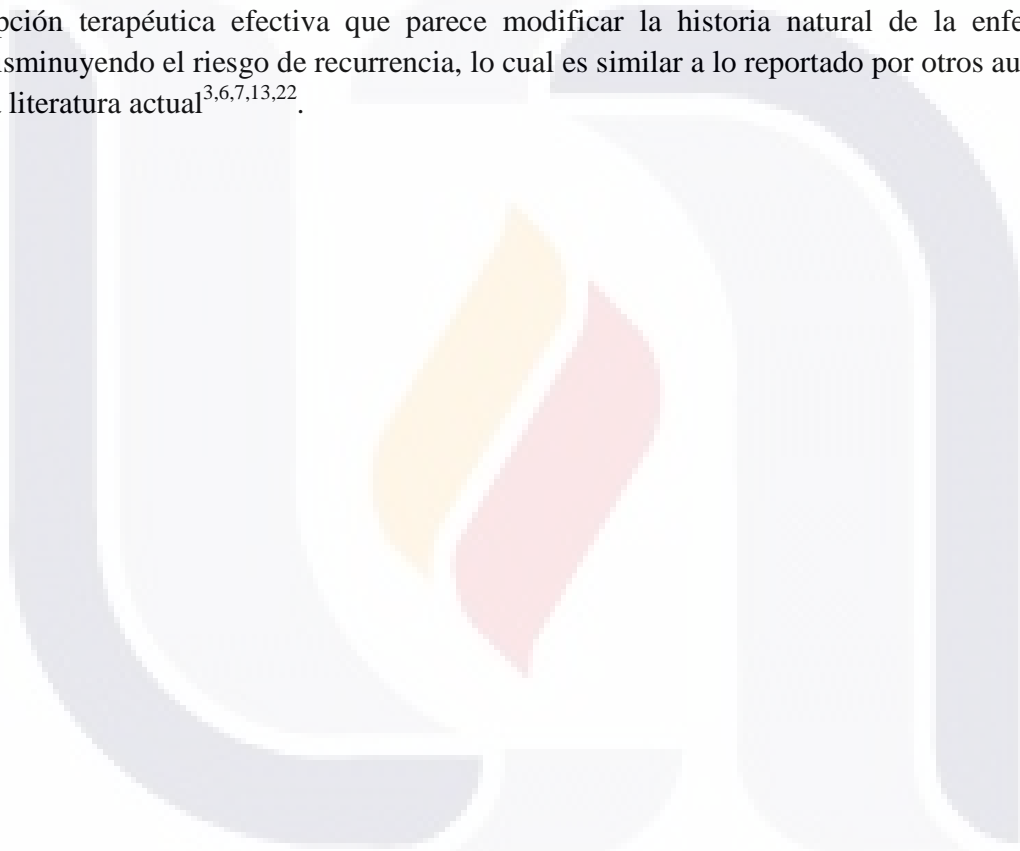 pción terapéutica efectiva que parece modificar la historia natural de la enfe
isminuyendo el riesgo de recurrencia, lo cual es similar a lo reportado por otros au
literatura actual3,6,7,13,22.